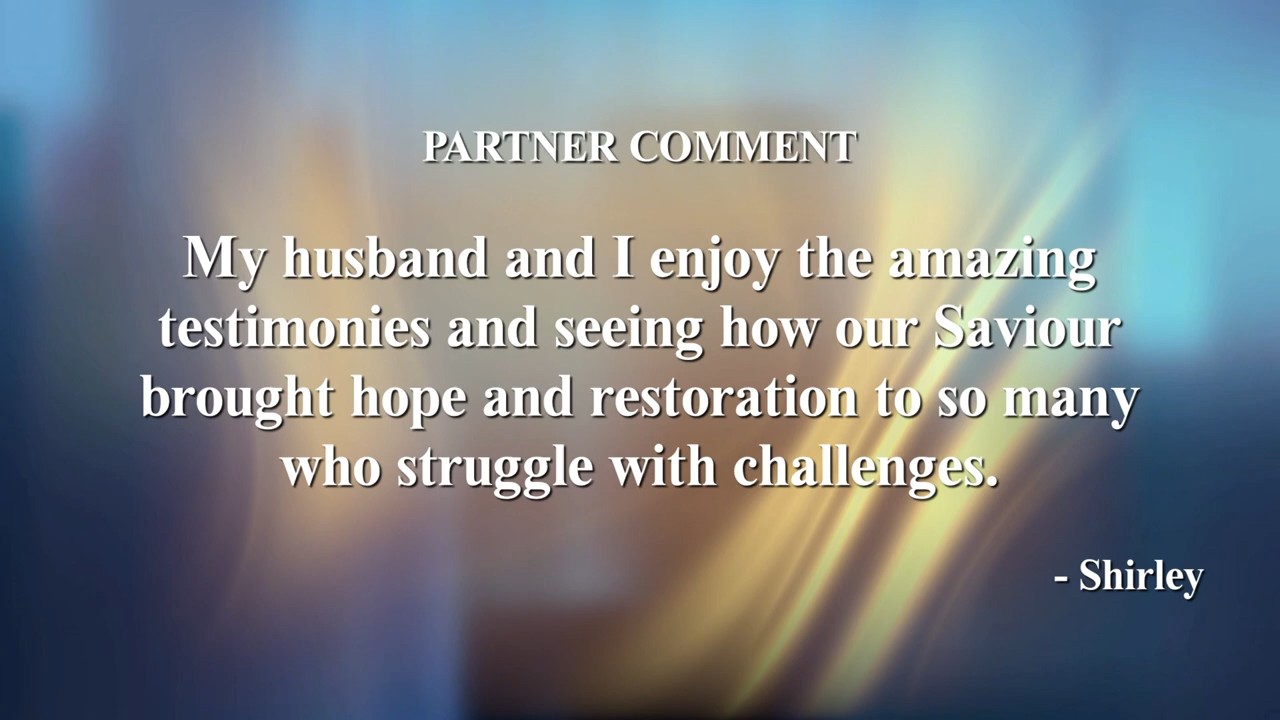 PARTNER COMMENT
My husband and I enjoy the amazing
testimonies and seeing how our Saviour
brought hope and restoration to so many
who struggle with challenges.
- Shirley